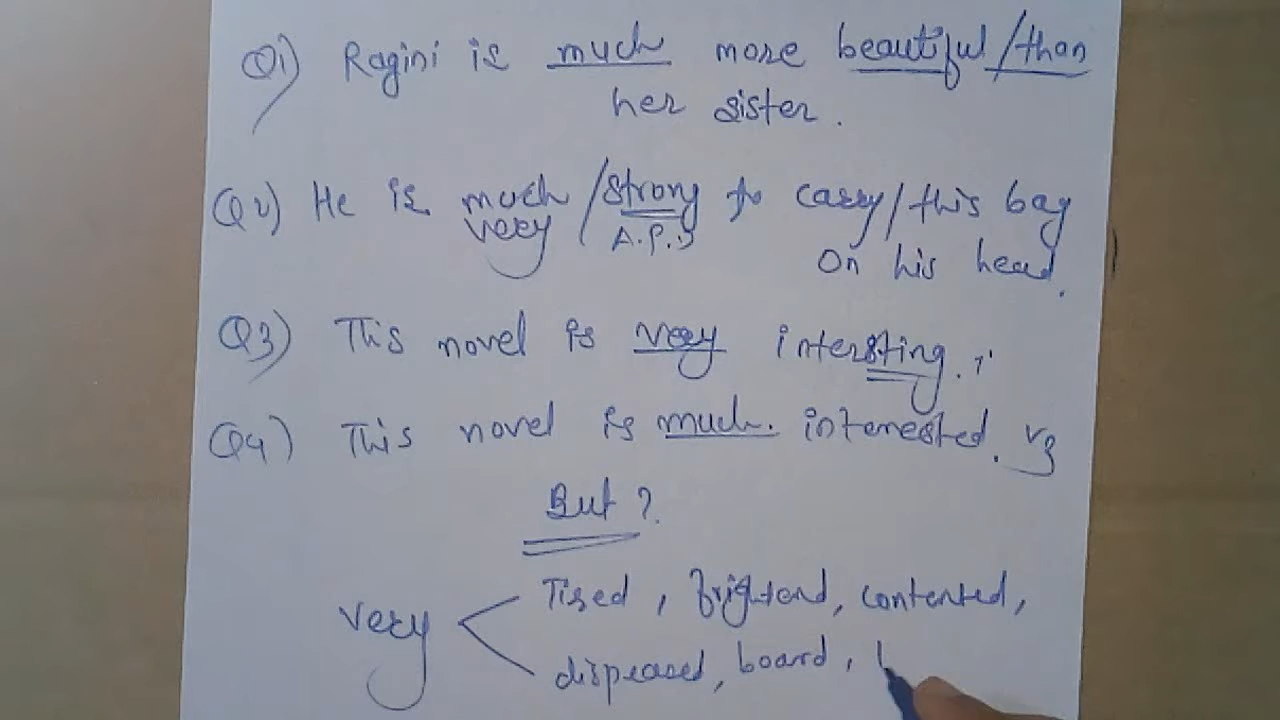 Q1) Ragini is much more beautiful/than
her sister.
Q2) He is much/strong to carry/this bag
very A.P.D
on his head.
Q3) This novel is very intersting.
Q4) This novel is much. interested. V3
But?
very Tired, frightend, contented,
dispeased, board,